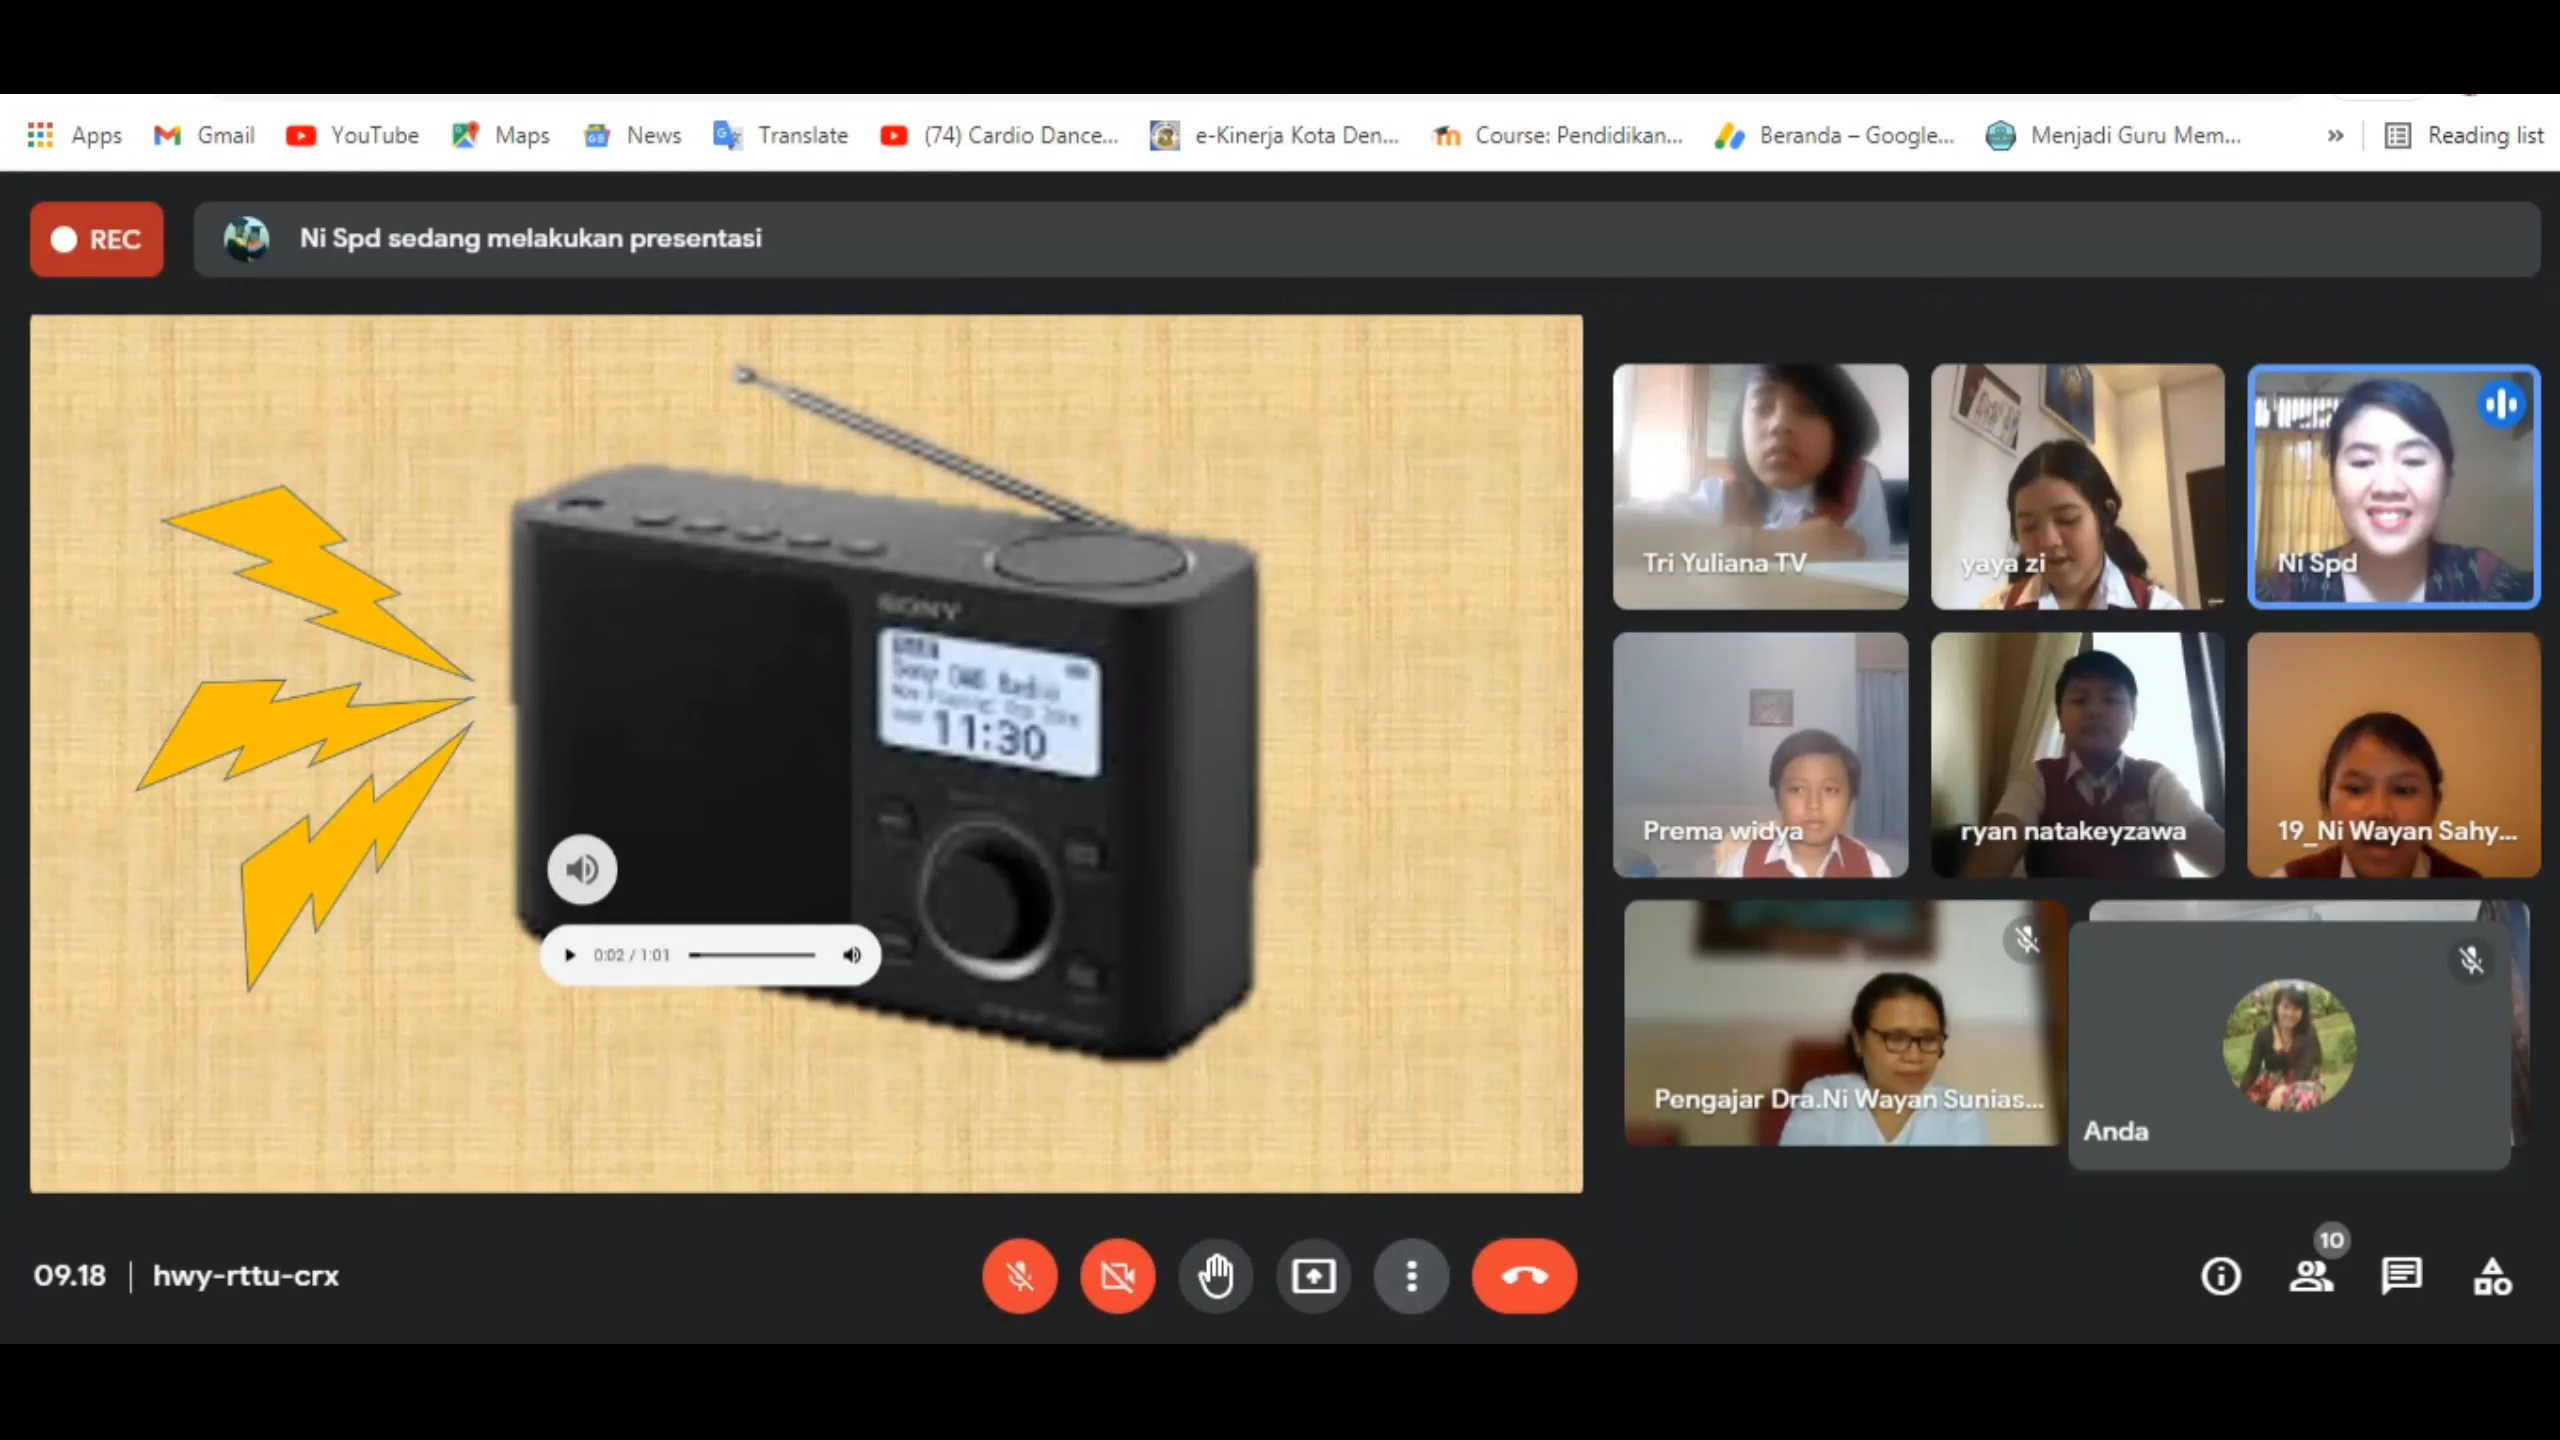 Apps Gmail YouTube Maps News Translate (74) Cardio Dance... e-Kinerja Kota Den... Course: Pendidikan... Beranda – Google... Menjadi Guru Mem... » Reading list
REC Ni Spd sedang melakukan presentasi
SONY
Sony DAB Radio
11:30
0:02 / 1:01
Tri Yuliana TV yaya zi Ni Spd
Prema widya ryan natakeyzawa 19_Ni Wayan Sahy...
Pengajar Dra.Ni Wayan Sunias... Anda
09.18 | hwy-rttu-crx
10